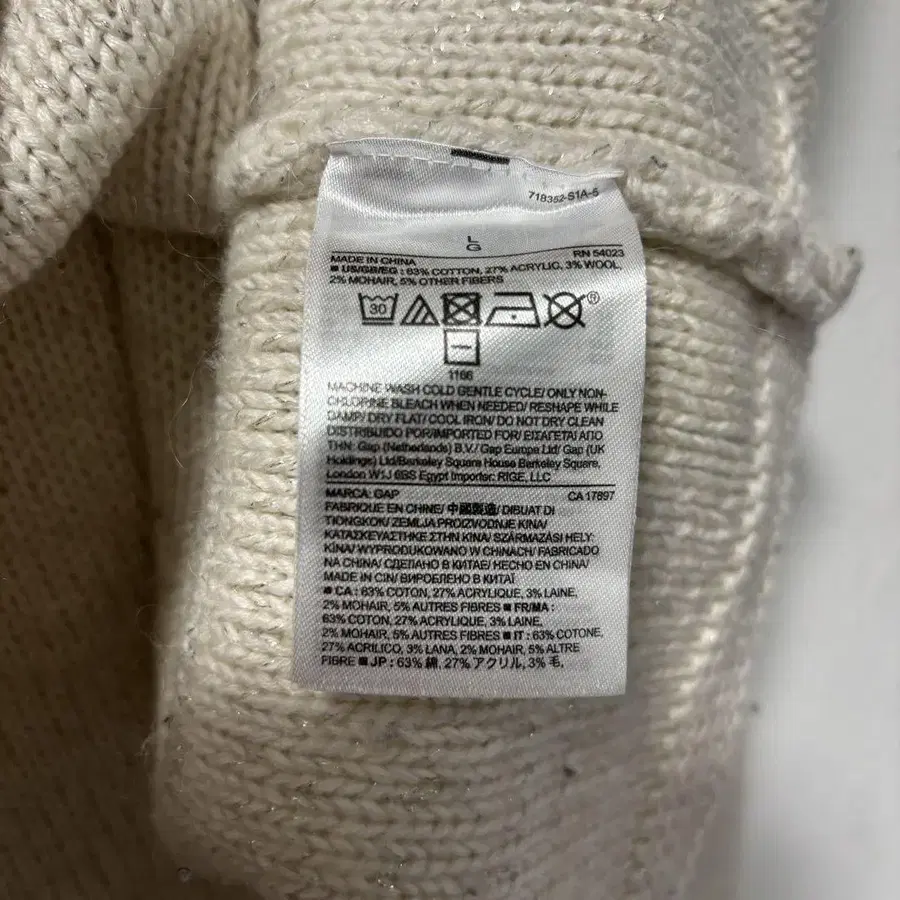 718352-S1A-5
L
G
MADE IN CHINA RN 54023
■ US/GB/EG : 63% COTTON, 27% ACRYLIC, 3% WOOL,
2% MOHAIR, 5% OTHER FIBERS
30 ®
1166
MACHINE WASH COLD GENTLE CYCLE/ ONLY NON-
CHLORINE BLEACH WHEN NEEDED/ RESHAPE WHILE
DAMP/ DRY FLAT/ COOL IRON/ DO NOT DRY CLEAN
DISTRIBUIDO POR/IMPORTED FOR/ ΕΙΣΑΓΕΤΑΙ ΑΠΟ
ΤΗΝ: Gap (Netherlands) B.V./ Gap Europe Ltd/ Gap (UK
Holdings) Ltd/Berkeley Square House Berkeley Square,
London W1J 6BS Egypt Importer: RIGE, LLC
MARCA: GAP CA 17897
FABRIQUE EN CHINE/ 中國製造/ DIBUAT DI
TIONGKOK/ ZEMLJA PROIZVODNJE KINA/
ΚΑΤΑΣΚΕΥΑΣΤΗΚΕ ΣΤΗΝ ΚΙΝΑ/ SZÁRMAZÁSI HELY:
KÍNA/ WYPRODUKOWANO W CHINACH/ FABRICADO
NA CHINA/ СДЕЛАНО В КИТАЕ/ HECHO EN CHINA/
MADE IN CIN/ ВИРОБЛЕНО В КИТАЇ
■ CA : 63% COTON, 27% ACRYLIQUE, 3% LAINE,
2% MOHAIR, 5% AUTRES FIBRES ■ FR/MA :
63% COTON, 27% ACRYLIQUE, 3% LAINE,
2% MOHAIR, 5% AUTRES FIBRES ■ IT : 63% COTONE,
27% ACRILICO, 3% LANA, 2% MOHAIR, 5% ALTRE
FIBRE ■ JP : 63% 綿, 27% アクリル, 3% 毛,